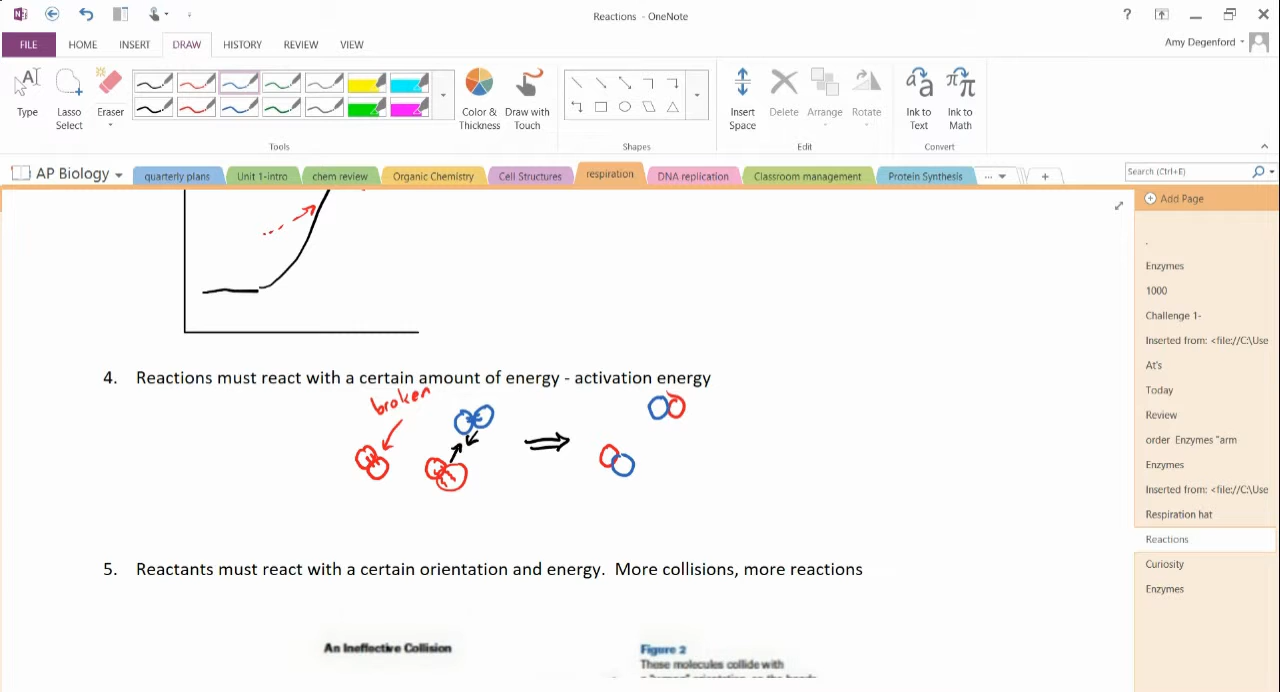 Reactions - OneNote
?
FILE HOME INSERT DRAW HISTORY REVIEW VIEW
Amy Degenford
Type
Lasso Select
Eraser
Color & Thickness
Draw with Touch
Insert Space
Delete
Arrange
Rotate
Ink to Text
Ink to Math
Tools
Shapes
Edit
Convert
AP Biology
quarterly plans
Unit 1-intro
chem review
Organic Chemistry
Cell Structures
respiration
DNA replication
Classroom management
Protein Synthesis
...
+
Search (Ctrl+E)
Add Page
.
Enzymes
1000
Challenge 1-
Inserted from: <file://C:\Use
At's
Today
Review
order Enzymes "arm
Enzymes
Inserted from: <file://C:\Use
Respiration hat
Reactions
Curiosity
Enzymes
4. Reactions must react with a certain amount of energy - activation energy
broken
5. Reactants must react with a certain orientation and energy. More collisions, more reactions
An Ineffective Collision
Figure 2
These molecules collide with